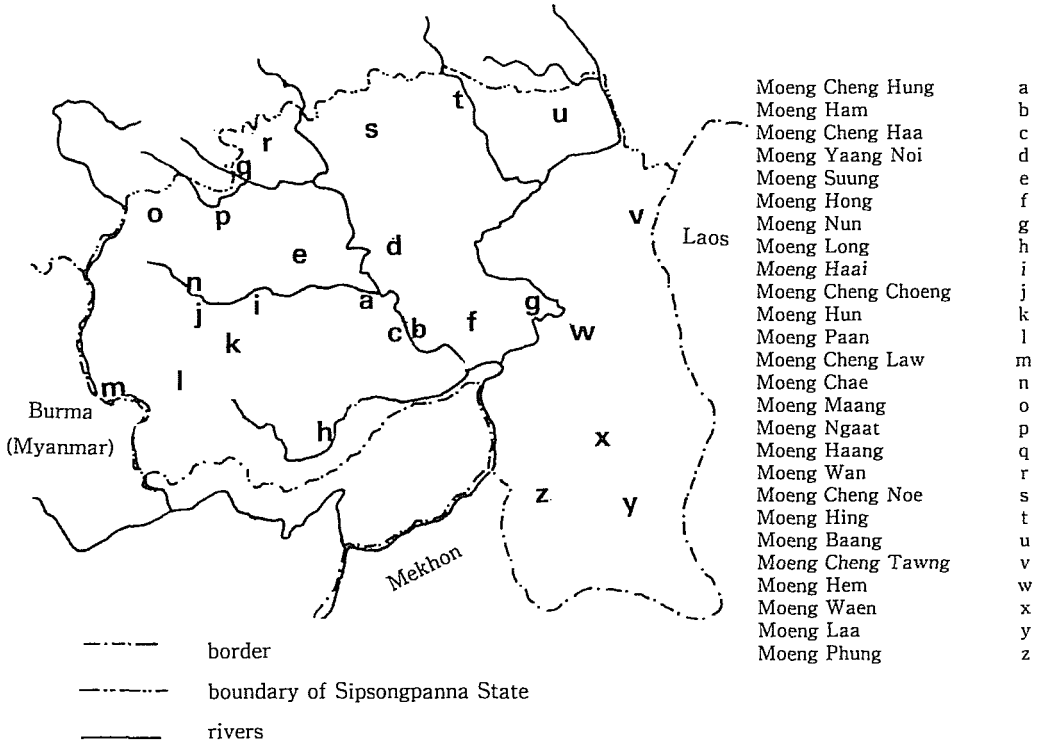 t
s
u
r
q
o
p
v
Laos
d
e
n
j
i
a
g
c
b
f
w
k
l
m
Burma
(Myanmar)
h
x
z
y
Mekhon
Moeng Cheng Hung a
Moeng Ham b
Moeng Cheng Haa c
Moeng Yaang Noi d
Moeng Suung e
Moeng Hong f
Moeng Nun g
Moeng Long h
Moeng Haai i
Moeng Cheng Choeng j
Moeng Hun k
Moeng Paan l
Moeng Cheng Law m
Moeng Chae n
Moeng Maang o
Moeng Ngaat p
Moeng Haang q
Moeng Wan r
Moeng Cheng Noe s
Moeng Hing t
Moeng Baang u
Moeng Cheng Tawng v
Moeng Hem w
Moeng Waen x
Moeng Laa y
Moeng Phung z
border
boundary of Sipsongpanna State
rivers